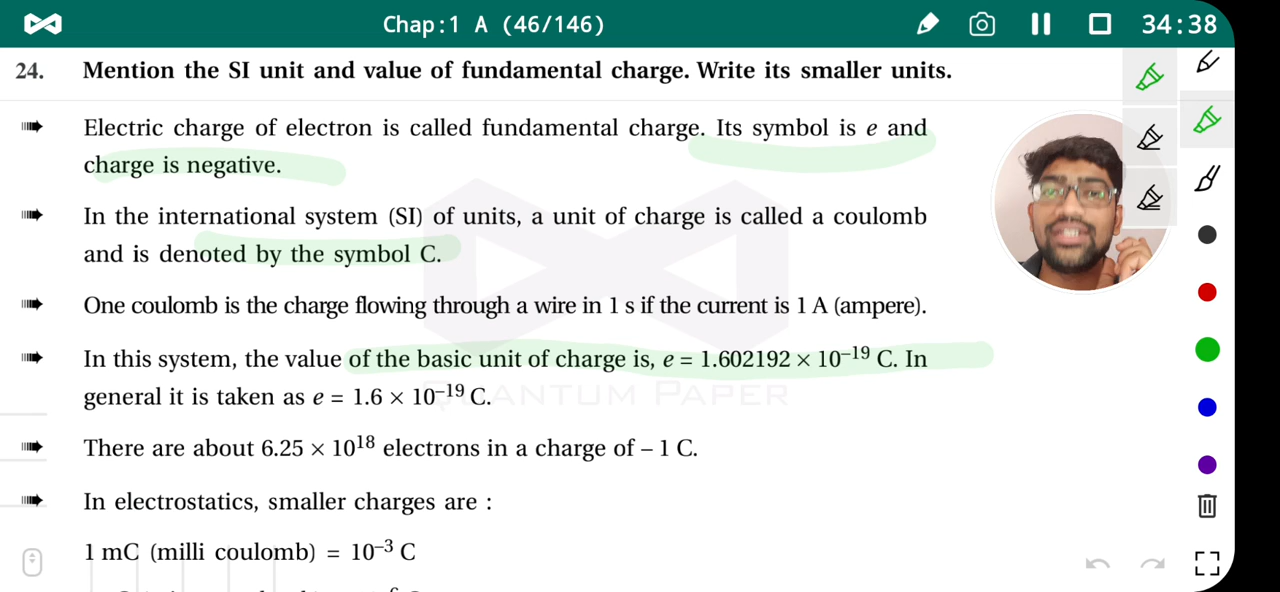 Chap:1 A (46/146)
34:38
24. Mention the SI unit and value of fundamental charge. Write its smaller units.
Electric charge of electron is called fundamental charge. Its symbol is e and
charge is negative.
In the international system (SI) of units, a unit of charge is called a coulomb
and is denoted by the symbol C.
One coulomb is the charge flowing through a wire in 1 s if the current is 1 A (ampere).
In this system, the value of the basic unit of charge is, e = 1.602192 × 10⁻¹⁹ C. In
general it is taken as e = 1.6 × 10⁻¹⁹ C.
QUANTUM PAPER
There are about 6.25 × 10¹⁸ electrons in a charge of – 1 C.
In electrostatics, smaller charges are :
1 mC (milli coulomb) = 10⁻³ C